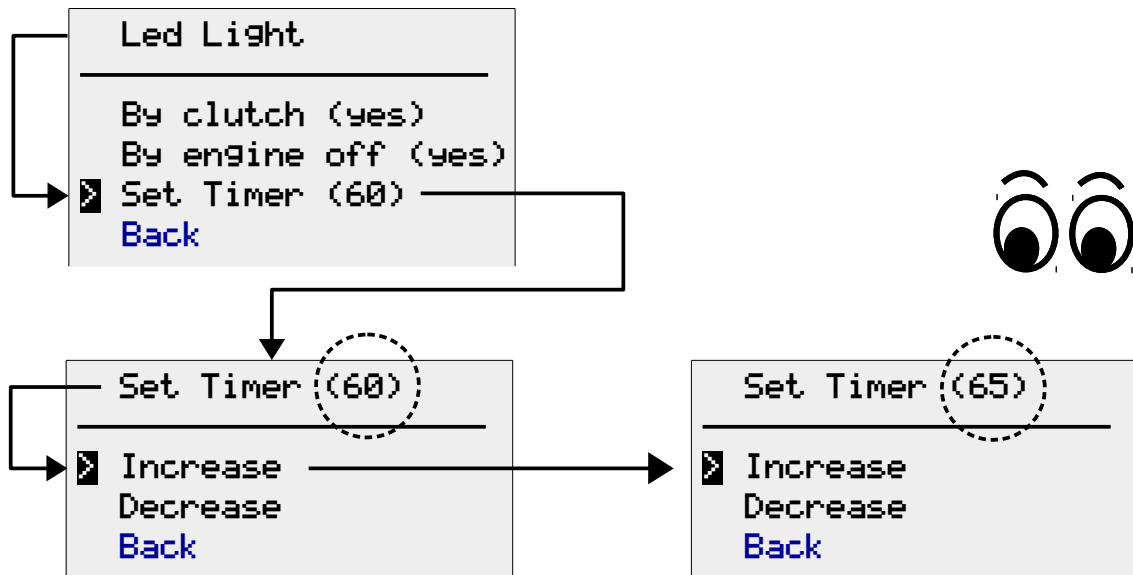 Led Light
By clutch (yes)
By engine off (yes)
> Set Timer (60)
Back
Set Timer (60)
> Increase
Decrease
Back
Set Timer (65)
> Increase
Decrease
Back